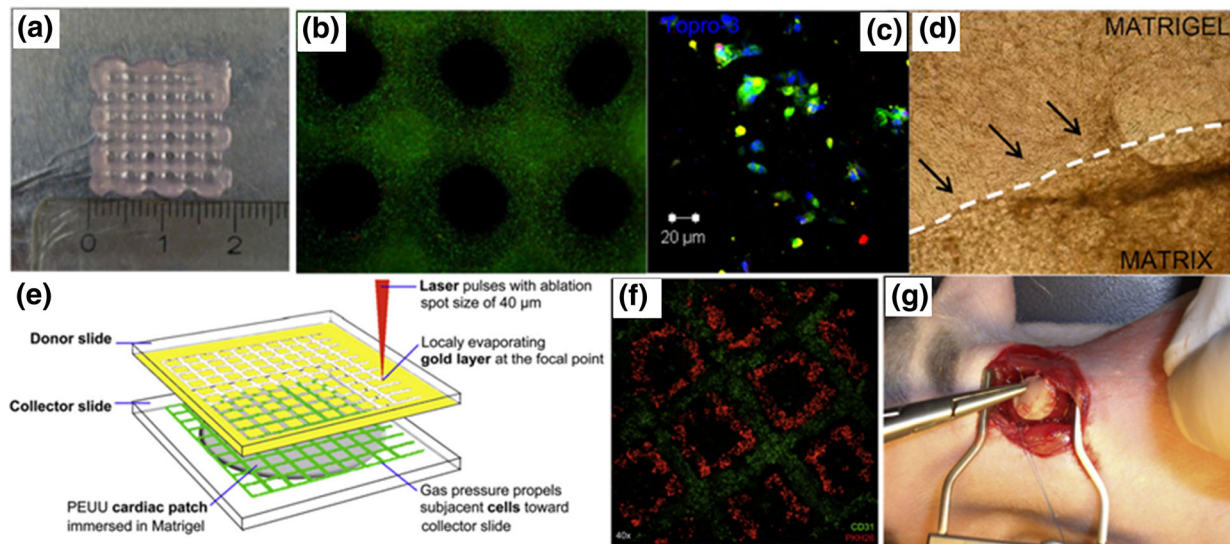 (a)
0 1 2
(b)
Topro-3
(c)
20 µm
(d)
MATRIGEL
MATRIX
(e)
Laser pulses with ablation
spot size of 40 µm
Donor slide
Localy evaporating
gold layer at the focal point
Collector slide
PEUU cardiac patch
immersed in Matrigel
Gas pressure propels
subjacent cells toward
collector slide
(f)
40x
CD31
PKH26
(g)